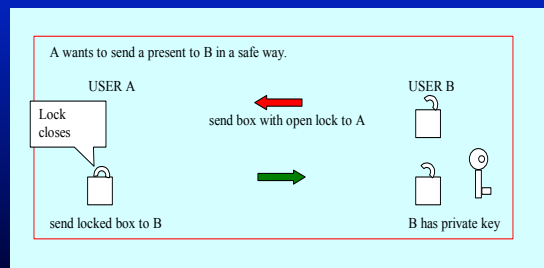 A wants to send a present to B in a safe way.
USER A
USER B
Lock
closes
send box with open lock to A
send locked box to B
B has private key